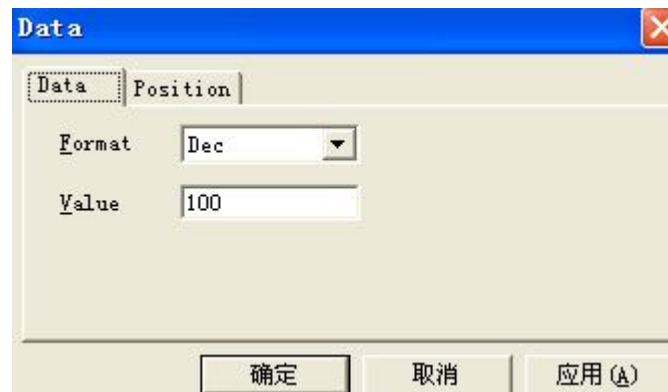 Data
Data Position
Format Dec
Value 100
确定 取消 应用(A)